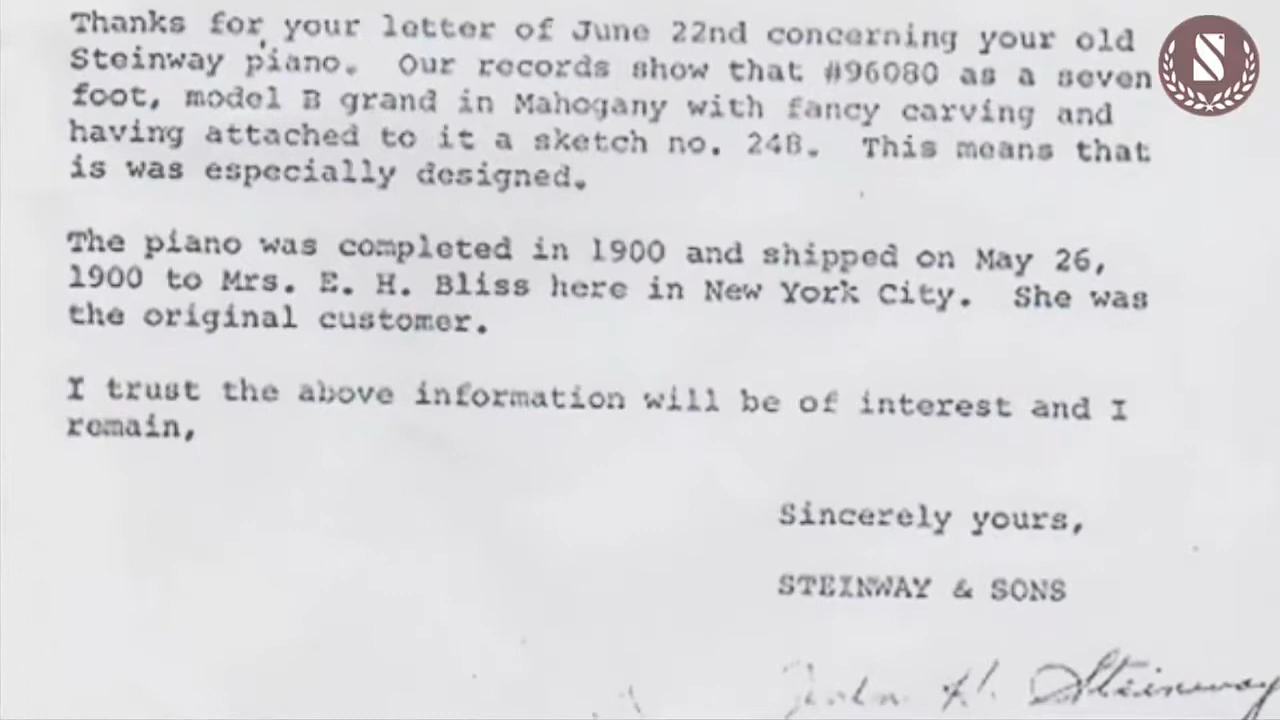 Thanks for your letter of June 22nd concerning your old
Steinway piano. Our records show that #96080 as a seven
foot, model B grand in Mahogany with fancy carving and
having attached to it a sketch no. 248. This means that
is was especially designed.
The piano was completed in 1900 and shipped on May 26,
1900 to Mrs. E. H. Bliss here in New York City. She was
the original customer.
I trust the above information will be of interest and I
remain,
Sincerely yours,
STEINWAY & SONS
John H. Steinway